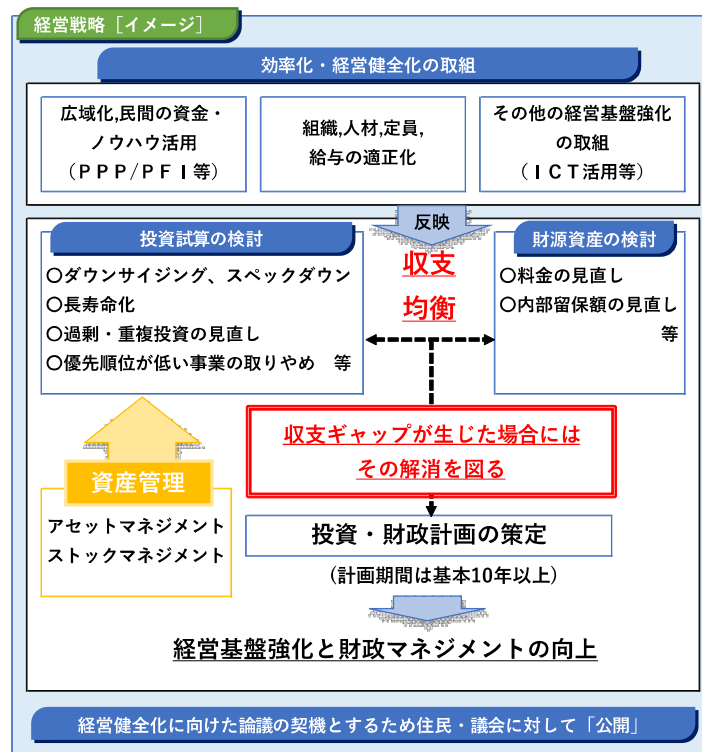 経営戦略［イメージ］
効率化・経営健全化の取組
広域化,民間の資金・
ノウハウ活用
（ＰＰＰ/ＰＦＩ等）
組織,人材,定員,
給与の適正化
その他の経営基盤強化
の取組
（ＩＣＴ活用等）
反映
投資試算の検討
〇ダウンサイジング、スペックダウン
〇長寿命化
〇過剰・重複投資の見直し
〇優先順位が低い事業の取りやめ　等
収支
均衡
財源資産の検討
〇料金の見直し
〇内部留保額の見直し
等
収支ギャップが生じた場合には
その解消を図る
資産管理
アセットマネジメント
ストックマネジメント
投資・財政計画の策定
（計画期間は基本10年以上）
経営基盤強化と財政マネジメントの向上
経営健全化に向けた論議の契機とするため住民・議会に対して「公開」